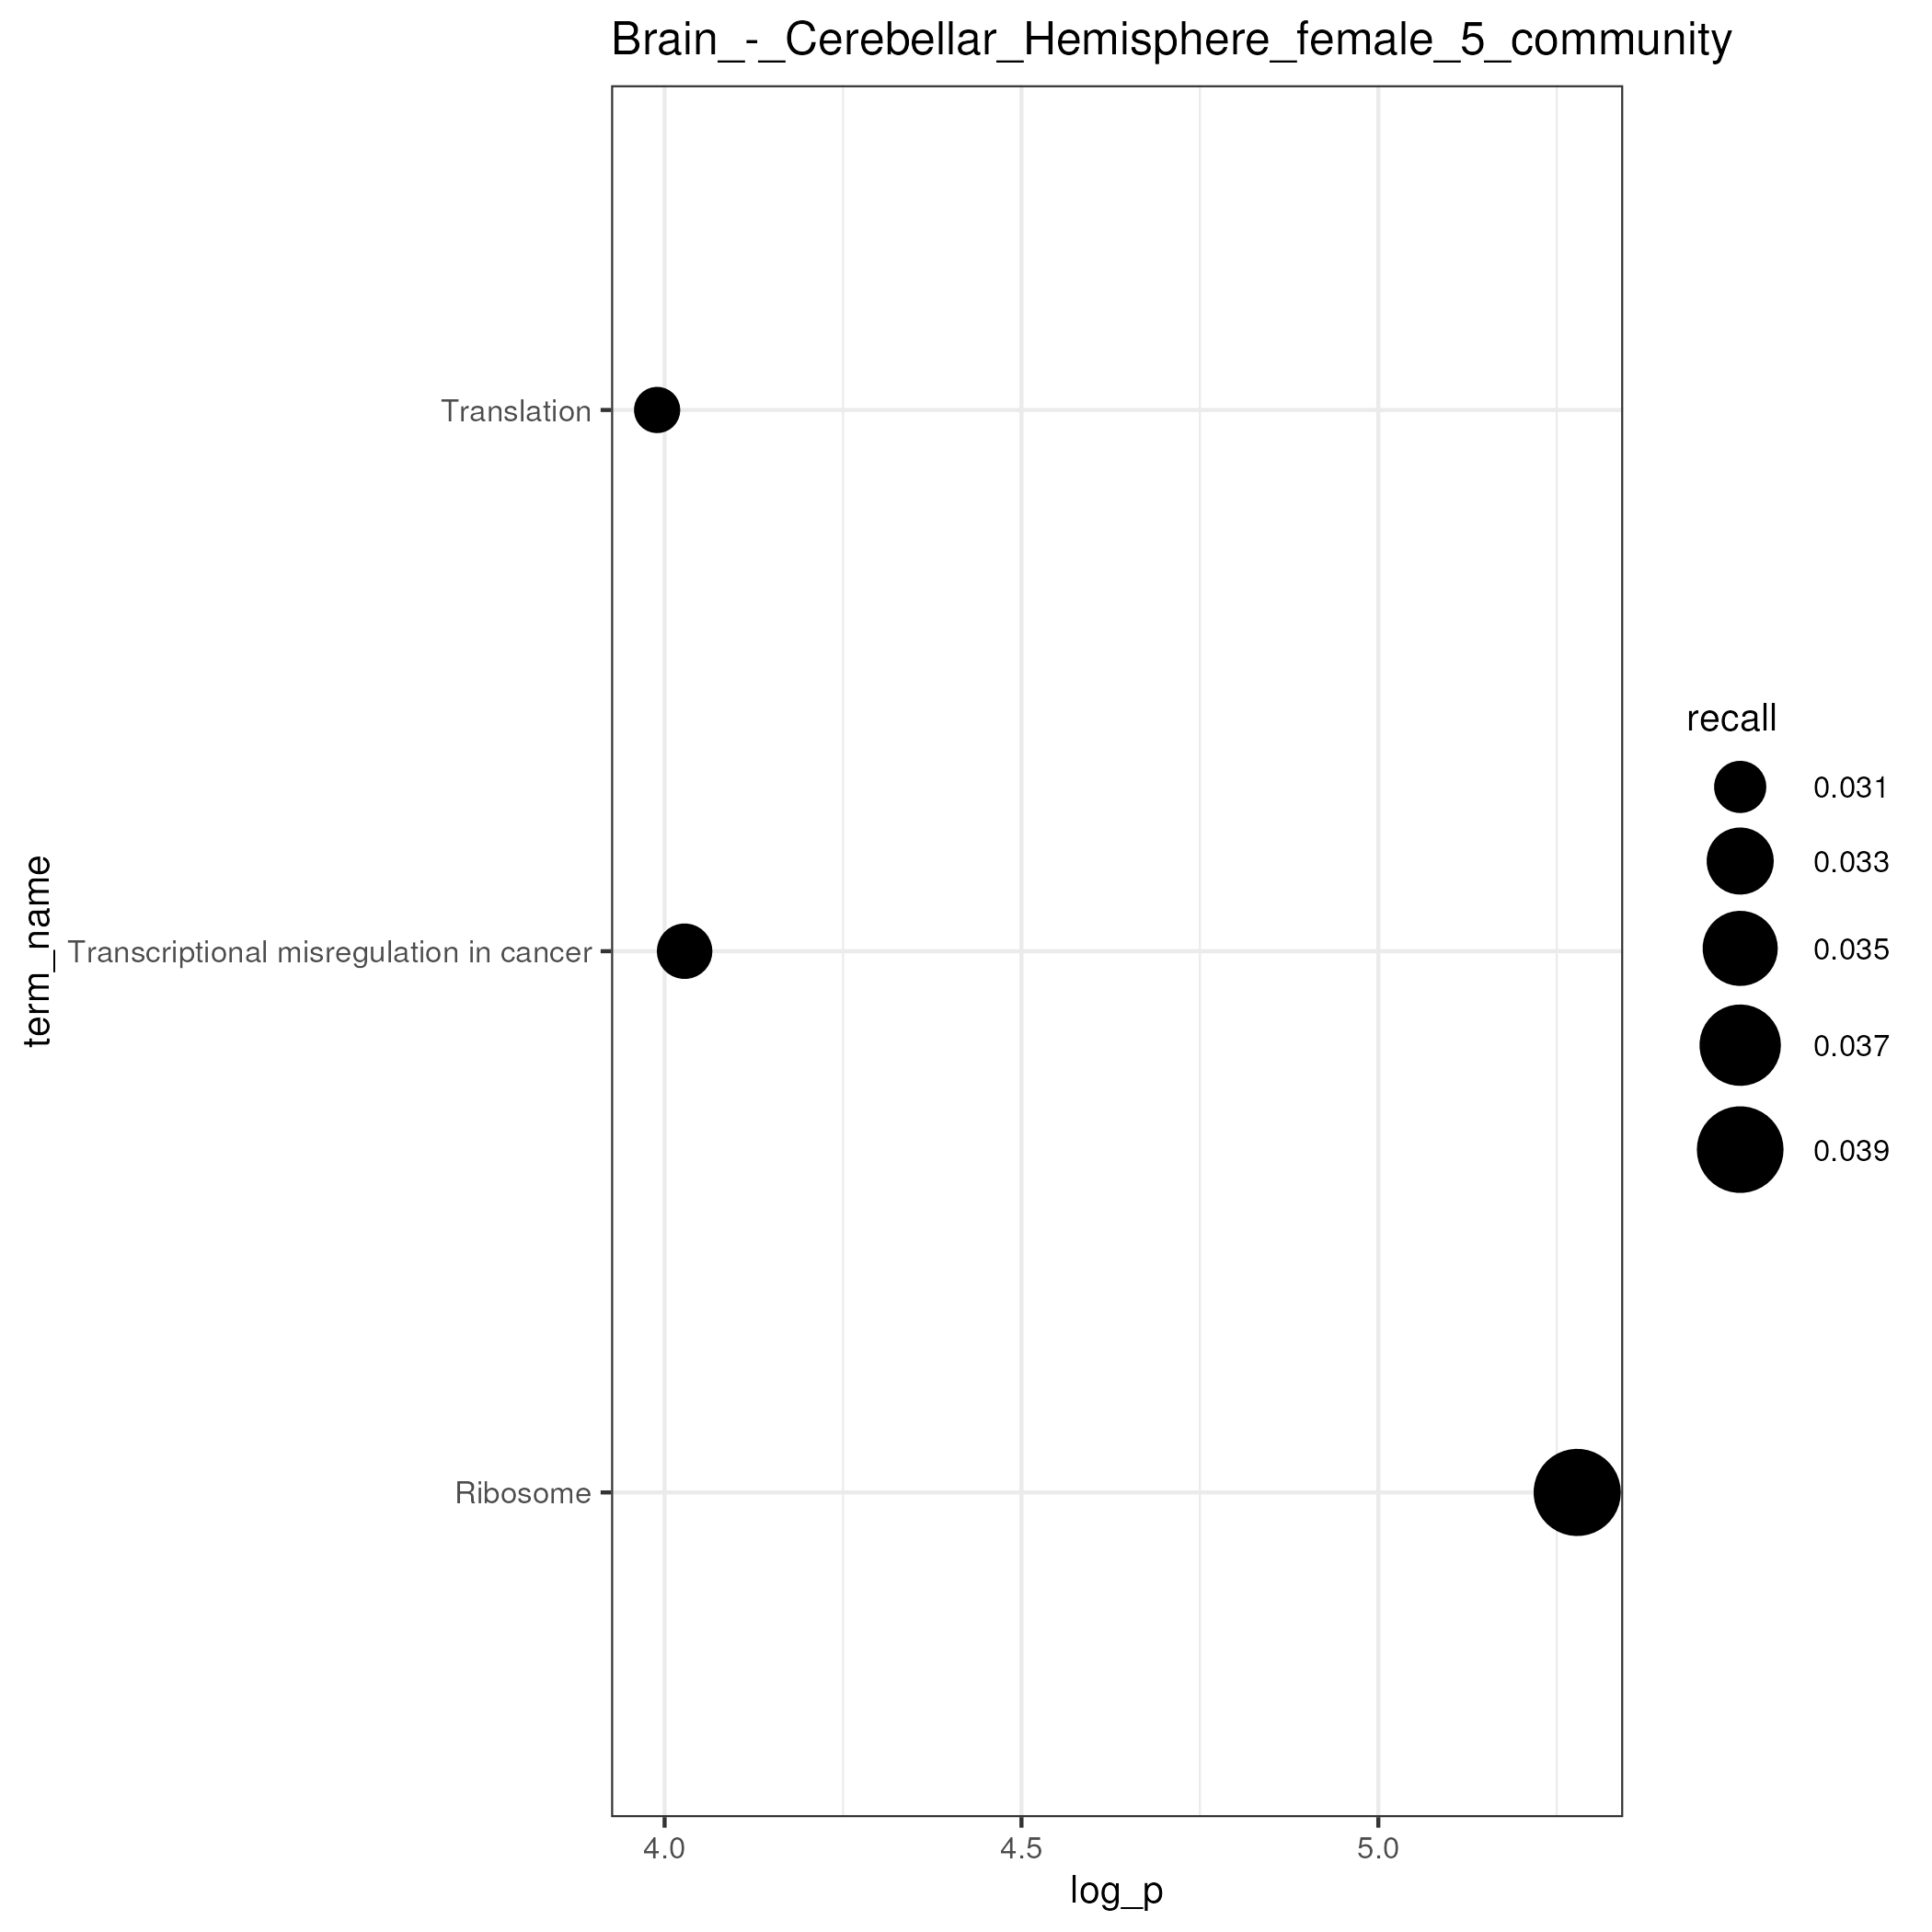 Brain_-_Cerebellar_Hemisphere_female_5_community
term_name
Translation
Transcriptional misregulation in cancer
Ribosome
4.0 4.5 5.0
log_p
recall
0.031
0.033
0.035
0.037
0.039